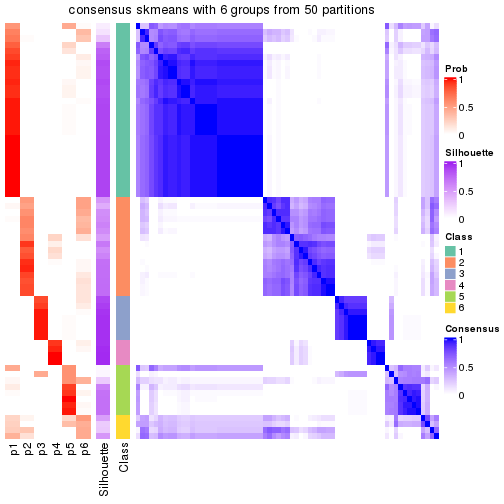 consensus skmeans with 6 groups from 50 partitions
Prob
1
0.5
0
Silhouette
1
0.5
0
Class
1
2
3
4
5
6
Consensus
1
0.5
0
p1
p2
p3
p4
p5
p6
Silhouette
Class